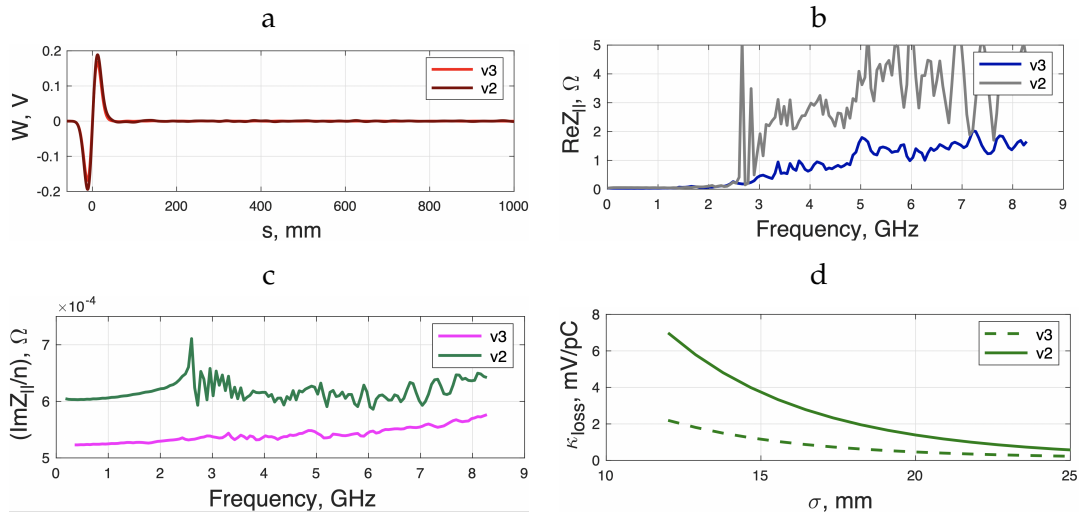 a
0.2
0.1
0
-0.1
-0.2
W, V
0 200 400 600 800 1000
s, mm
v3
v2
b
5
4
3
2
1
0
ReZ||, Ω
0 1 2 3 4 5 6 7 8 9
Frequency, GHz
v3
v2
c
×10-4
7
6
5
(ImZ||/n), Ω
0 1 2 3 4 5 6 7 8 9
Frequency, GHz
v3
v2
d
8
6
4
2
0
κloss, mV/pC
10 15 20 25
σ, mm
v3
v2